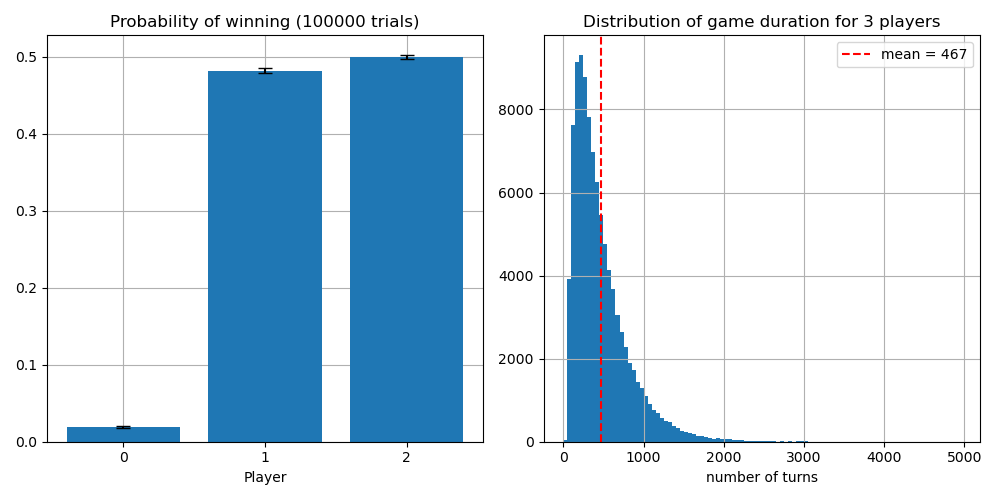 Probability of winning (100000 trials)
0.5
0.4
0.3
0.2
0.1
0.0
0 1 2
Player
Distribution of game duration for 3 players
mean = 467
8000
6000
4000
2000
0
0 1000 2000 3000 4000 5000
number of turns